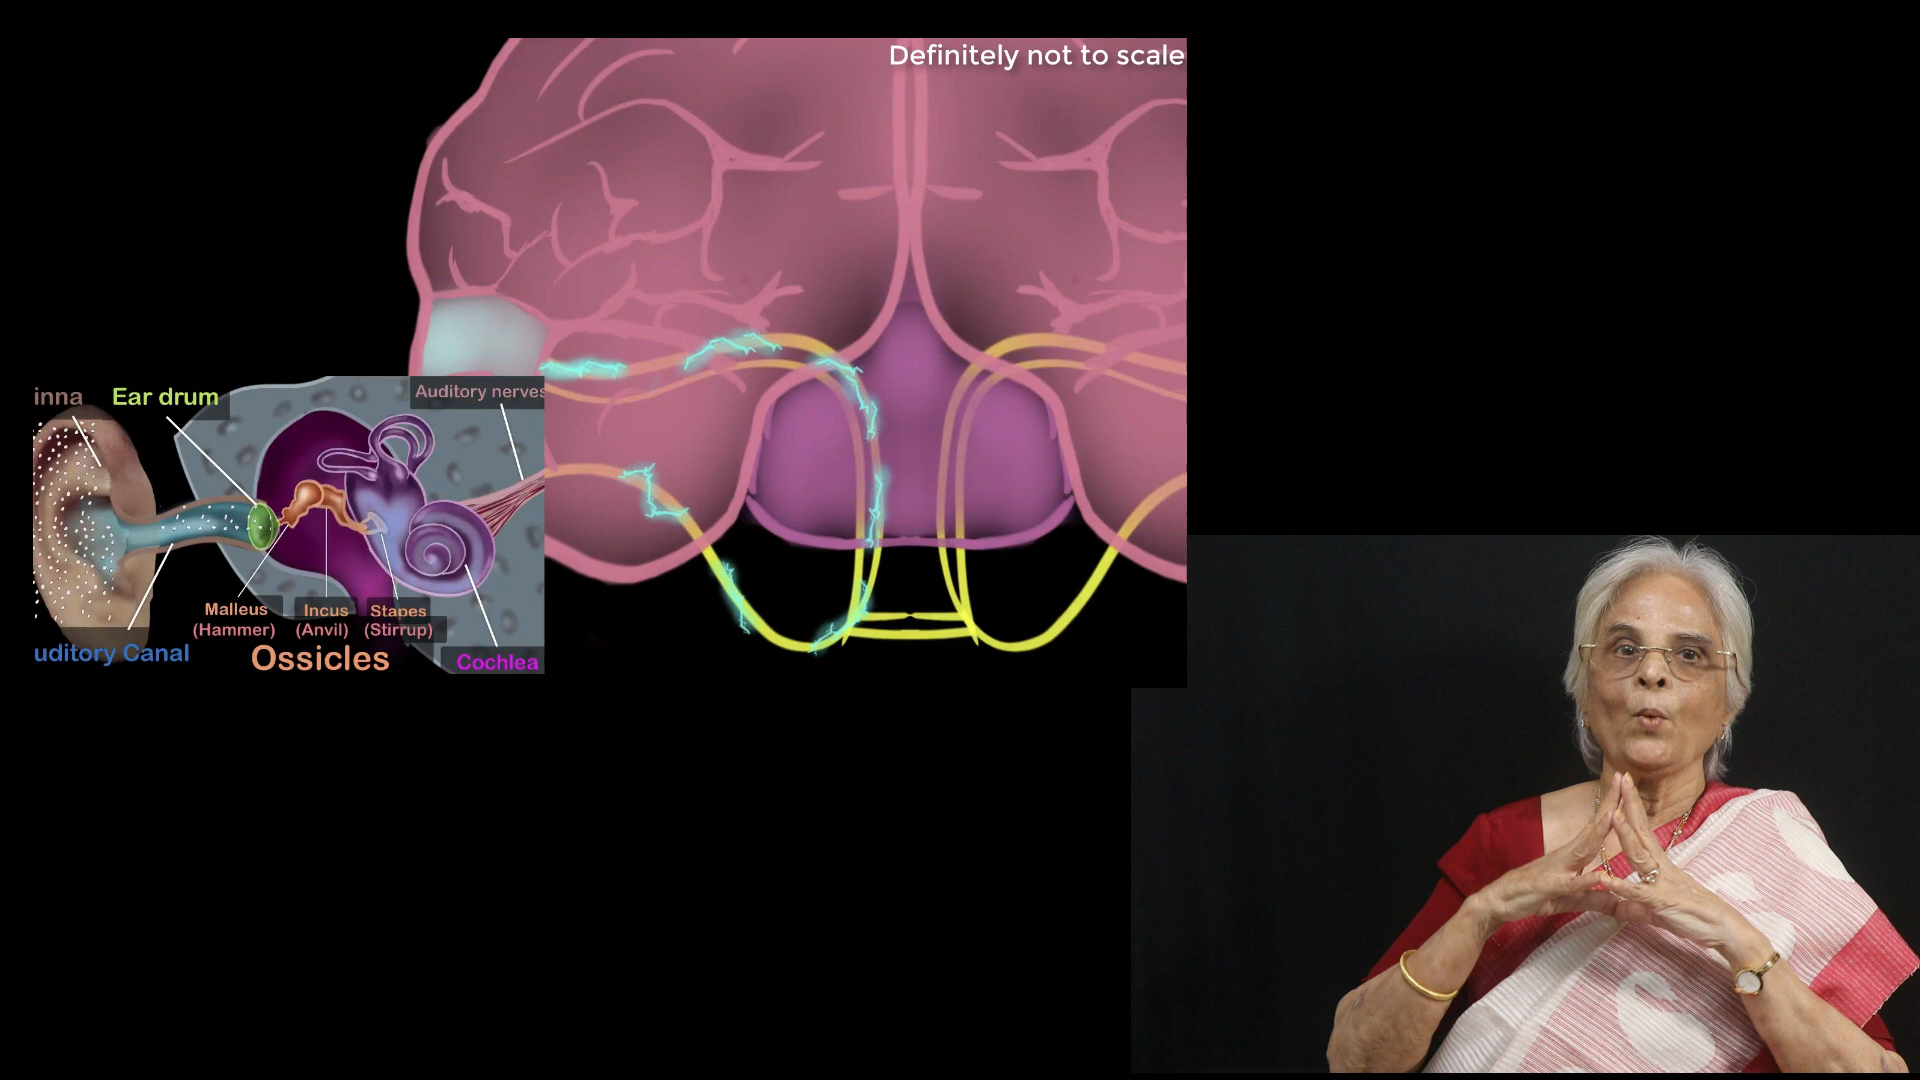 Definitely not to scale
inna
Ear drum
Auditory nerves
Malleus
(Hammer)
Incus
(Anvil)
Stapes
(Stirrup)
uditory Canal
Ossicles
Cochlea